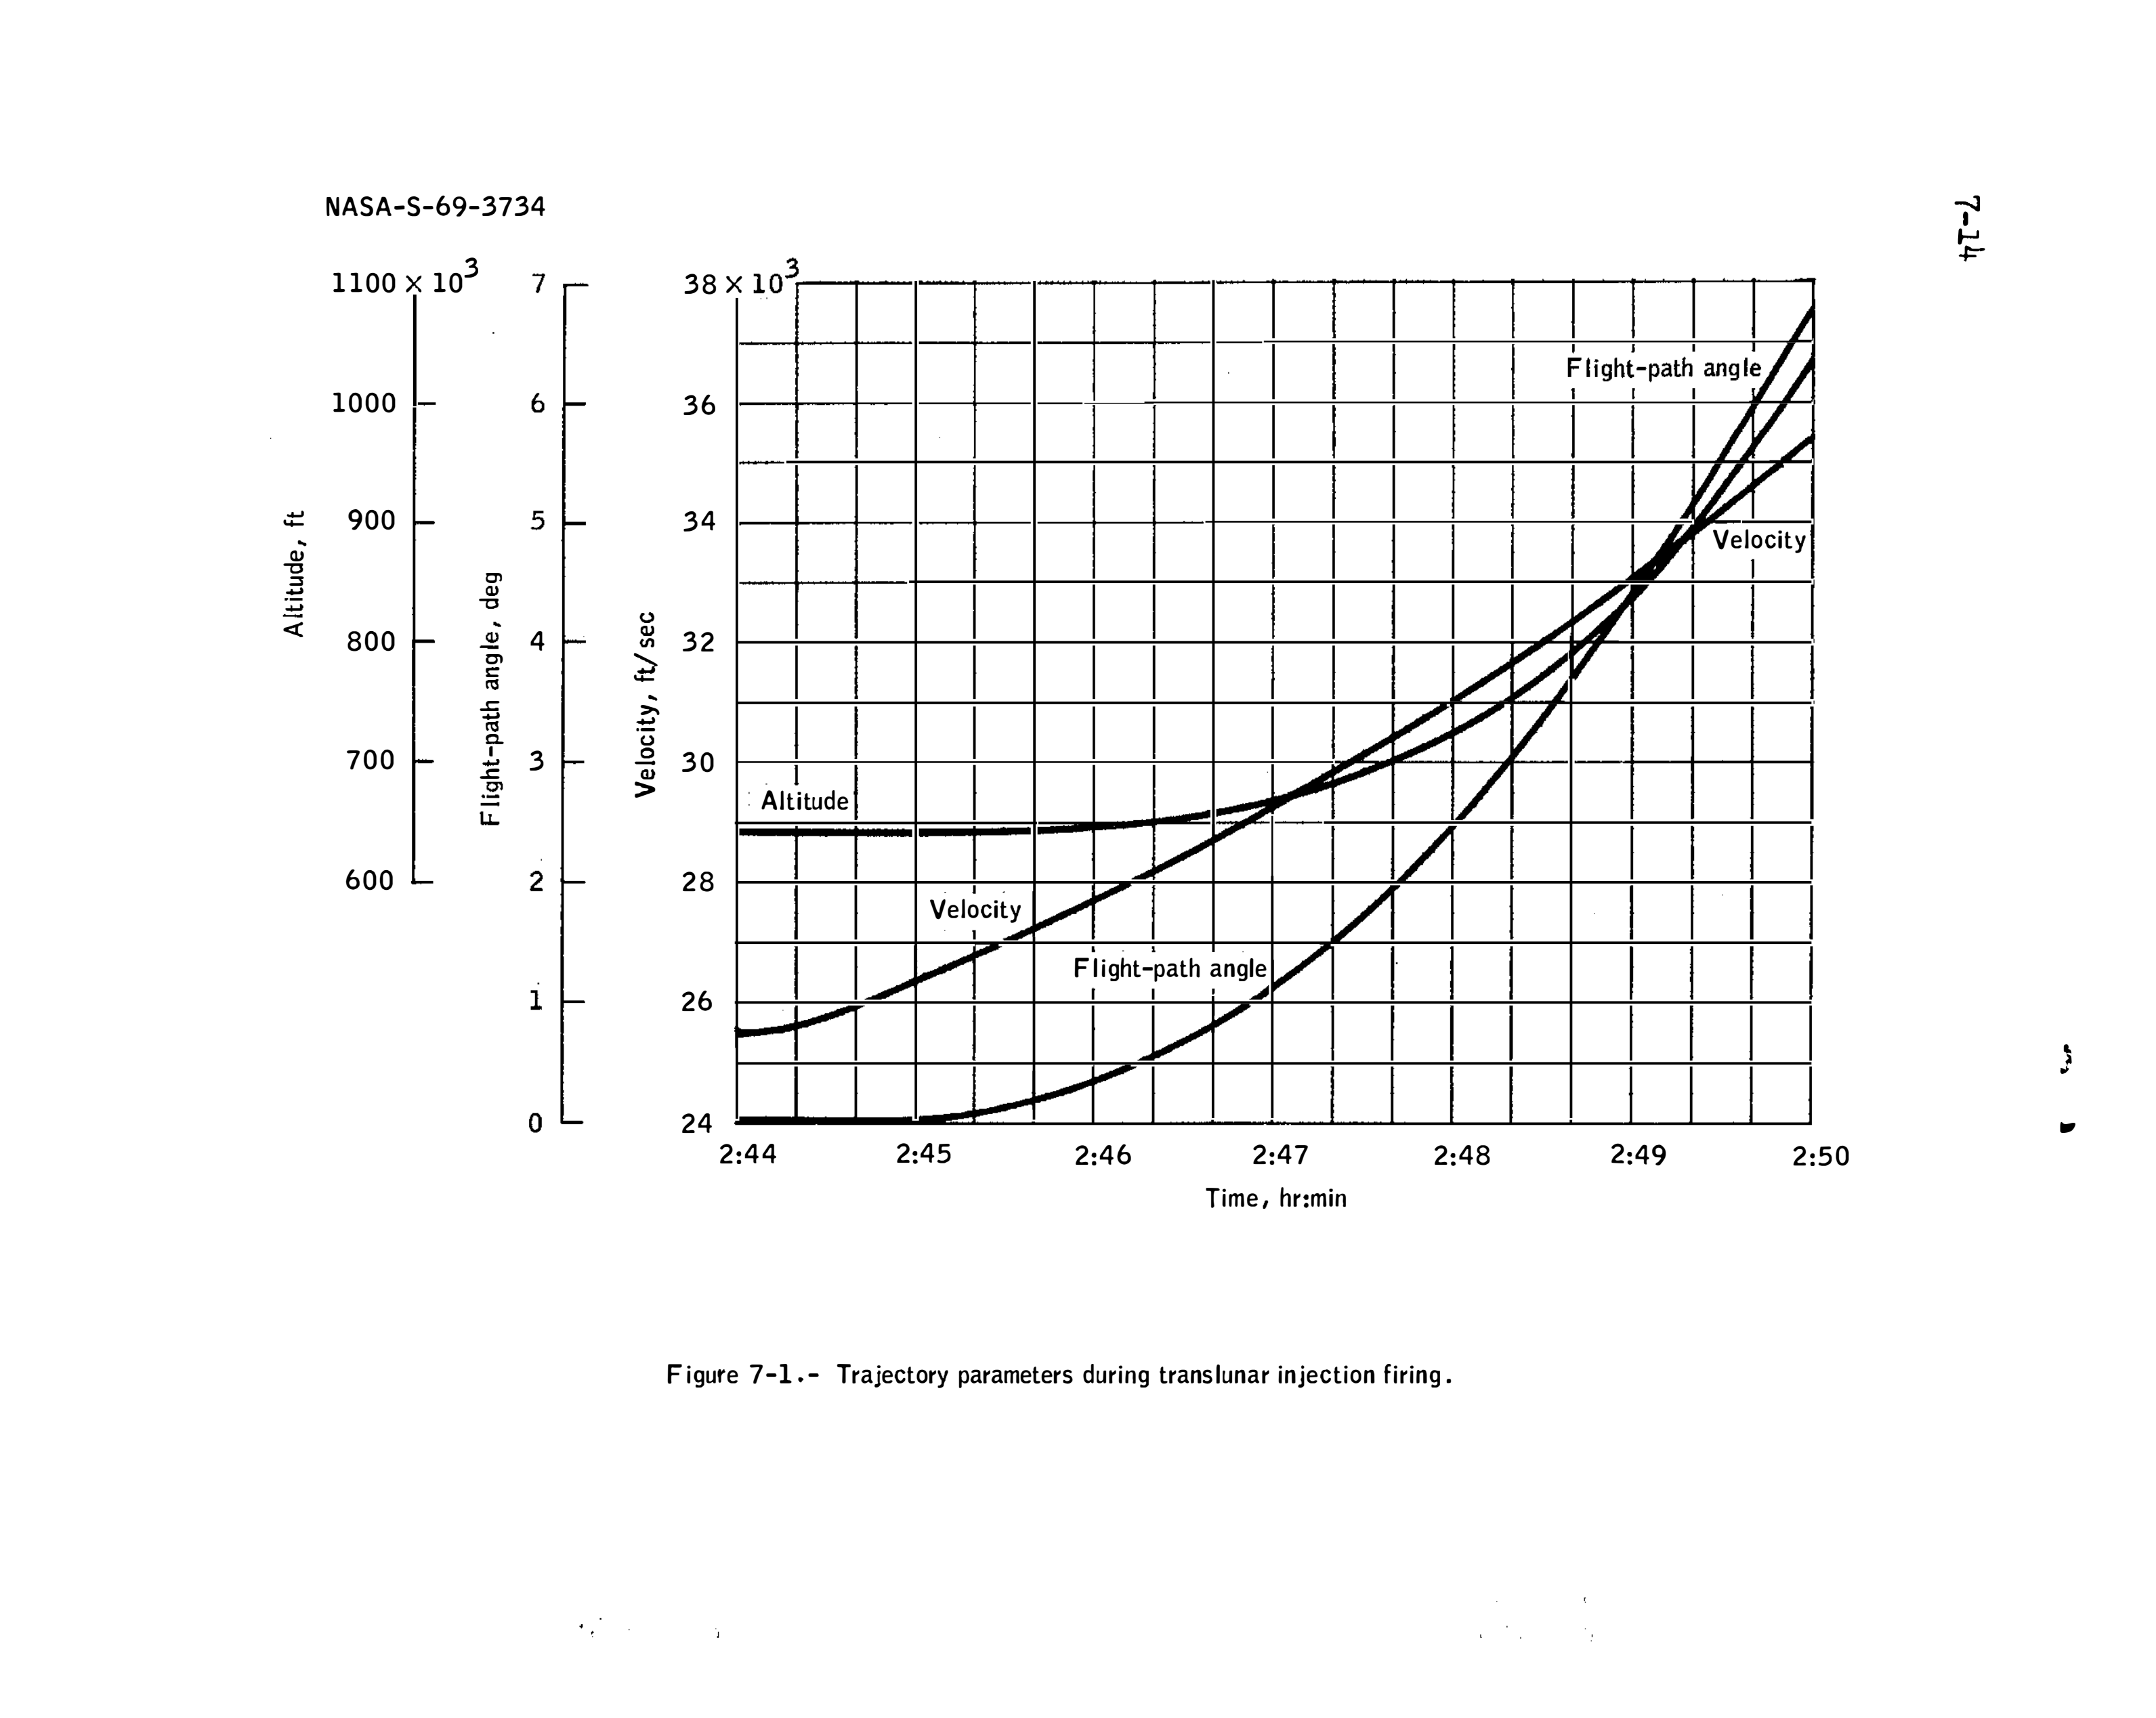 NASA-S-69-3734
7-14
1100 × 10³
1000
900
800
700
600
Altitude, ft
7
6
5
4
3
2
1
0
Flight-path angle, deg
38 × 10³
36
34
32
30
28
26
24
Velocity, ft/sec
Flight-path angle
Velocity
Altitude
Velocity
Flight-path angle
2:44 2:45 2:46 2:47 2:48 2:49 2:50
Time, hr:min
Figure 7-1.- Trajectory parameters during translunar injection firing.